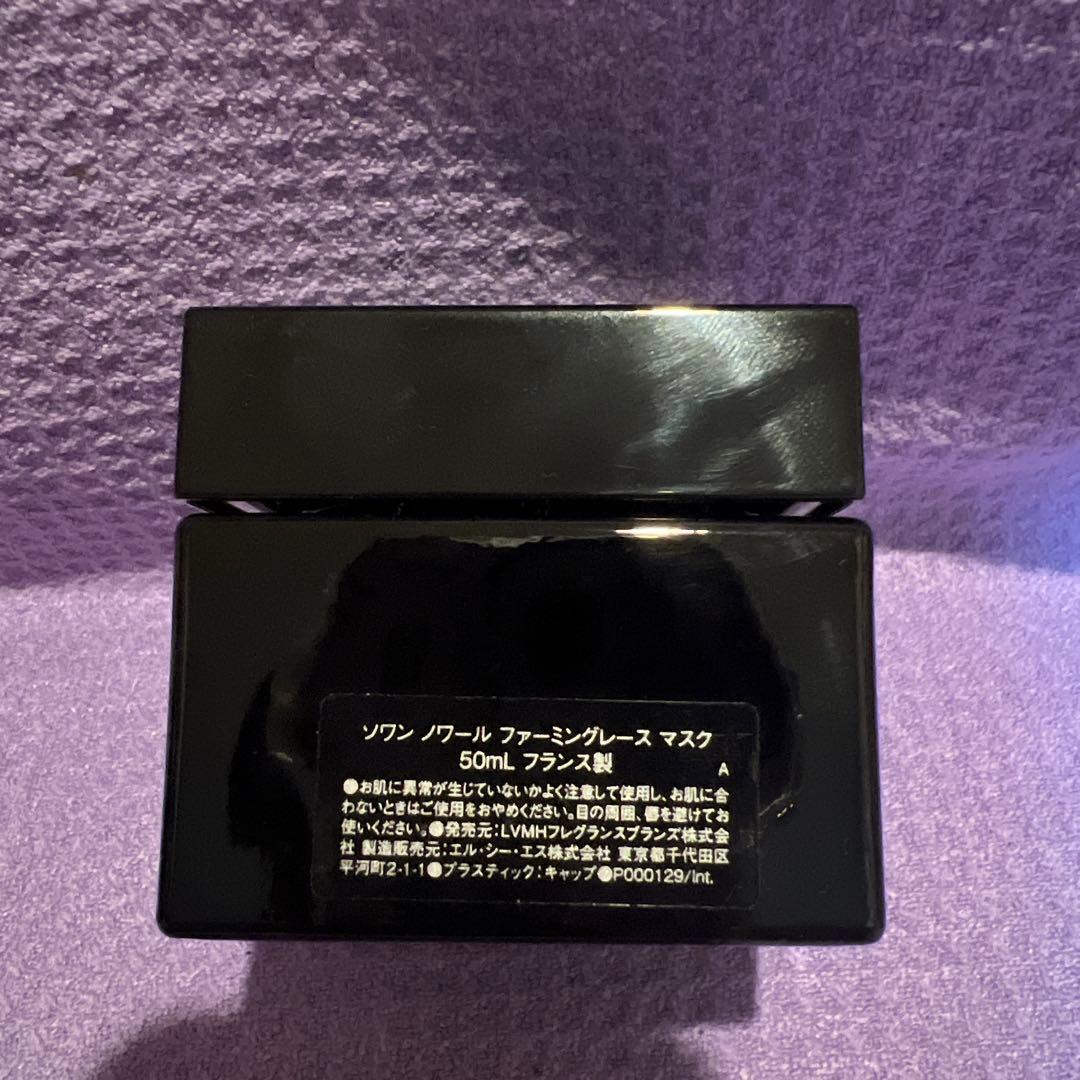 ソワン ノワール ファーミングレース マスク
50mL フランス製
A
●お肌に異常が生じていないかよく注意して使用し、お肌に合
わないときはご使用をおやめください。目の周囲、唇を避けてお
使いください。●発売元:LVMHフレグランスブランズ株式会
社 製造販売元:エル・シー・エス株式会社 東京都千代田区
平河町2-1-1●プラスティック:キャップ●P000129/Int.